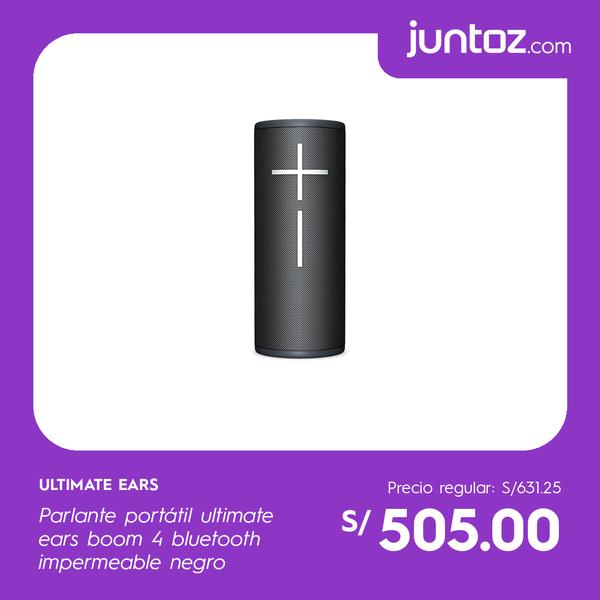 juntoz.com
ULTIMATE EARS
Parlante portátil ultimate
ears boom 4 bluetooth
impermeable negro
Precio regular: S/631.25
S/ 505.00